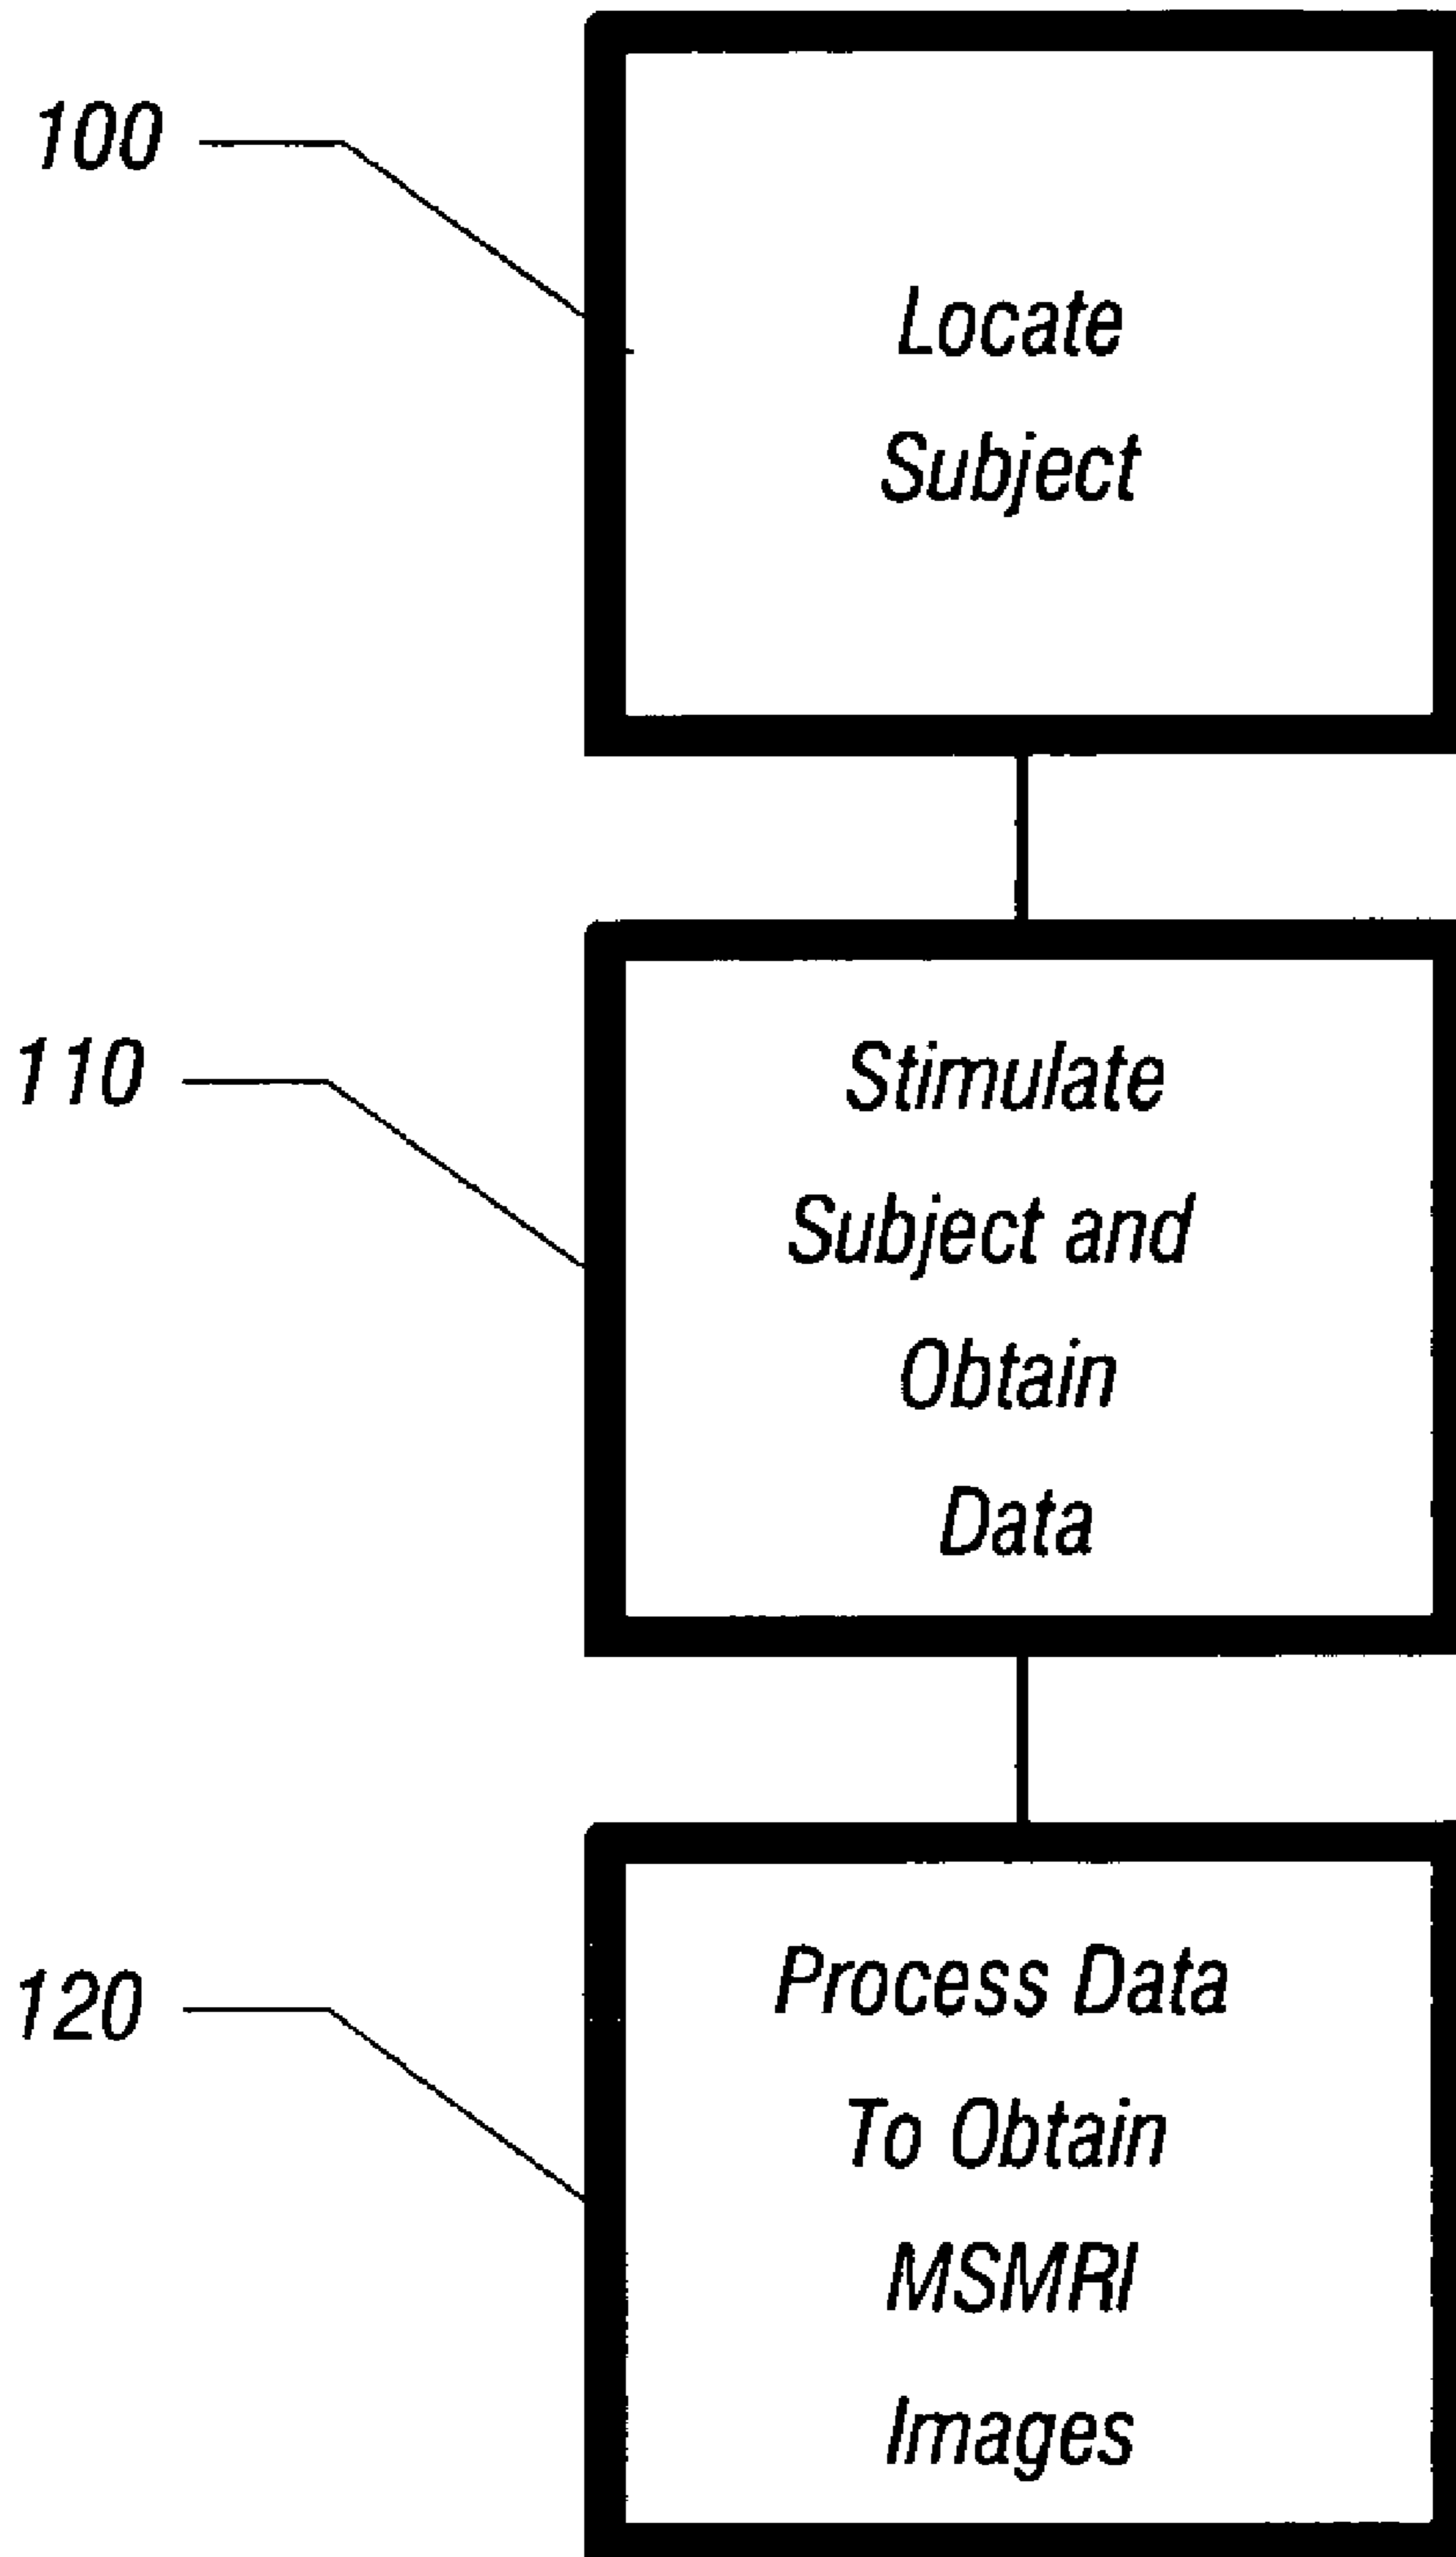 100
Locate
Subject
110
Stimulate
Subject and
Obtain
Data
120
Process Data
To Obtain
MSMRI
Images